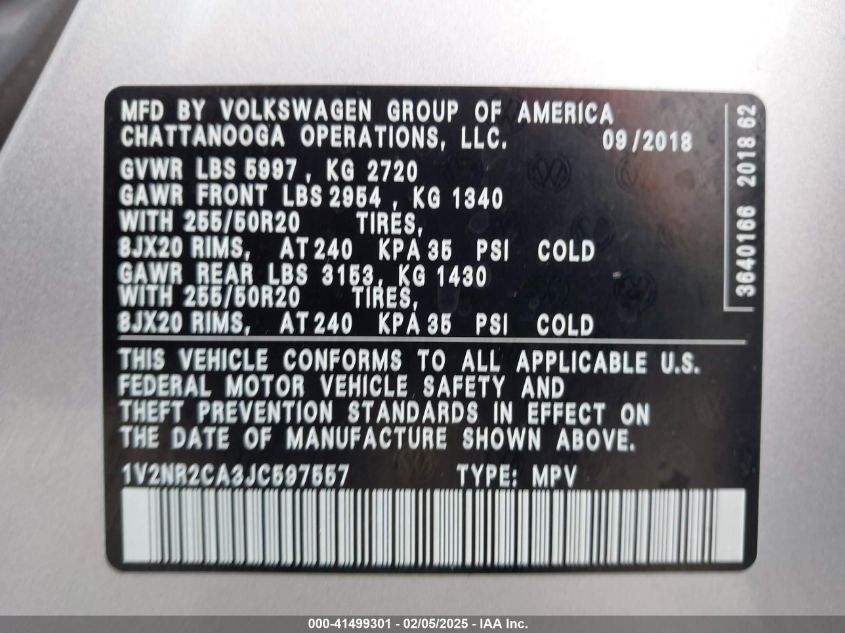 MFD BY VOLKSWAGEN GROUP OF AMERICA
CHATTANOOGA OPERATIONS, LLC. 09/2018
GVWR LBS 5997, KG 2720
GAWR FRONT LBS 2954, KG 1340
WITH 255/50R20 TIRES,
8JX20 RIMS, AT 240 KPA 35 PSI COLD
GAWR REAR LBS 3153, KG 1430
WITH 255/50R20 TIRES,
8JX20 RIMS, AT 240 KPA 35 PSI COLD
THIS VEHICLE CONFORMS TO ALL APPLICABLE U.S.
FEDERAL MOTOR VEHICLE SAFETY AND
THEFT PREVENTION STANDARDS IN EFFECT ON
THE DATE OF MANUFACTURE SHOWN ABOVE.
1V2NR2CA3JC597557 TYPE: MPV
3640166 2018 62
000-41499301 - 02/05/2025 - IAA Inc.